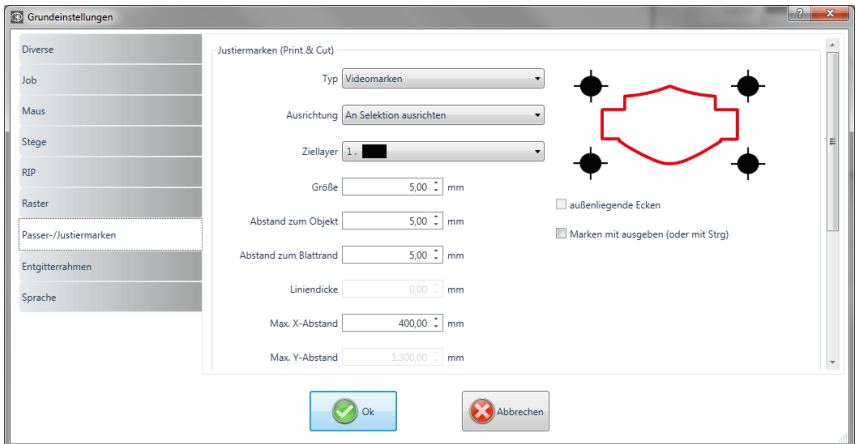 Grundeinstellungen
?
Diverse
Job
Maus
Stege
RIP
Raster
Passer-/Justiermarken
Entgitterrahmen
Sprache
Justiermarken (Print & Cut)
Typ Videomarken
Ausrichtung An Selektion ausrichten
Ziellayer 1 .
Größe 5,00 mm
Abstand zum Objekt 5,00 mm
Abstand zum Blattrand 5,00 mm
Liniendicke 0,00 mm
Max. X-Abstand 400,00 mm
Max. Y-Abstand 1.300,00 mm
außenliegende Ecken
Marken mit ausgeben (oder mit Strg)
Ok
Abbrechen